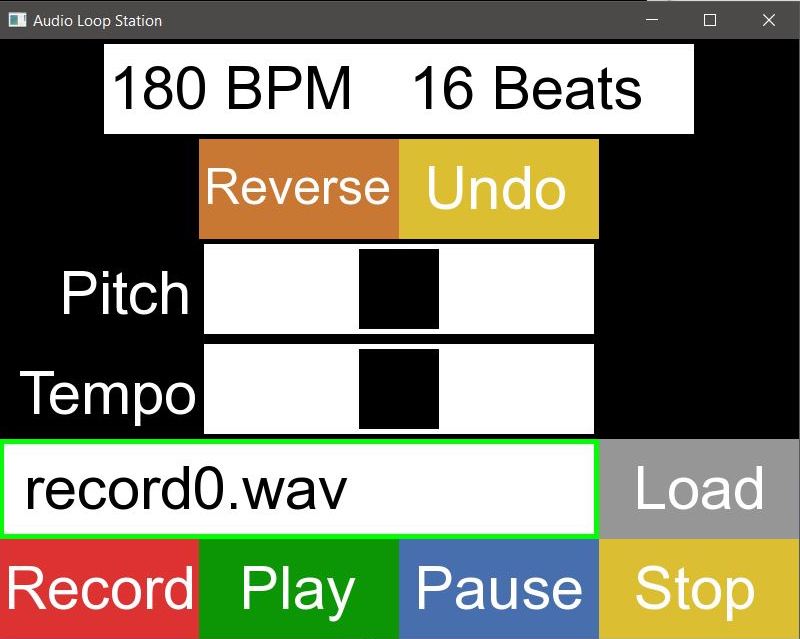 Audio Loop Station
180 BPM 16 Beats
Reverse Undo
Pitch
Tempo
record0.wav Load
Record Play Pause Stop